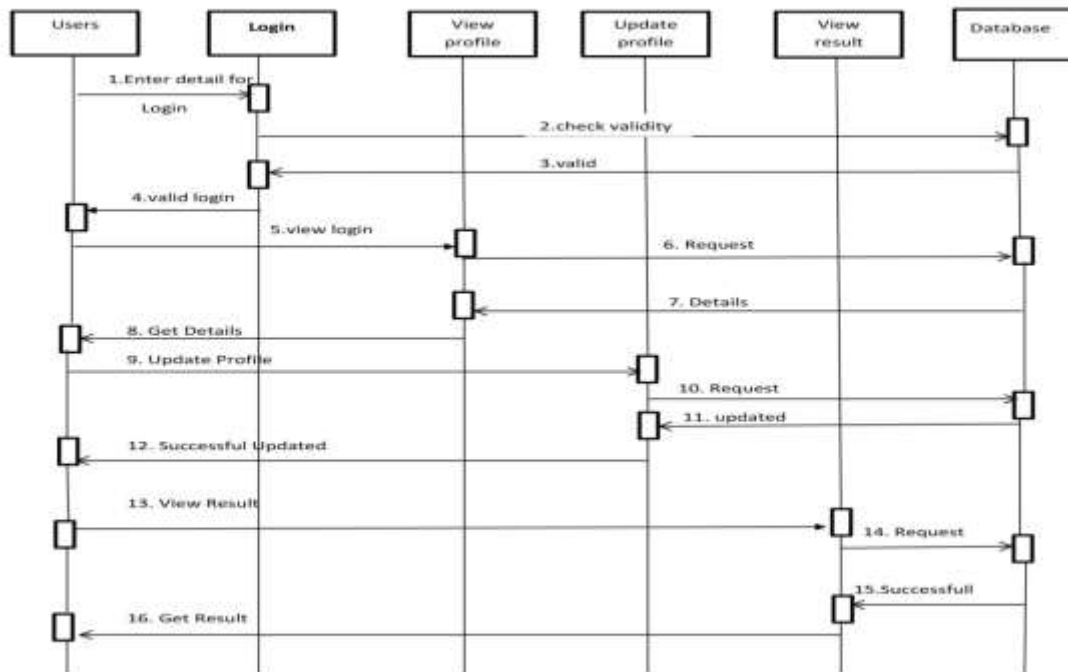 Users
Login
View
profile
Update
profile
View
result
Database
1.Enter detail for
Login
2.check validity
3.valid
4.valid login
5.view login
6. Request
7. Details
8. Get Details
9. Update Profile
10. Request
11. updated
12. Successful Updated
13. View Result
14. Request
15.Successfull
16. Get Result